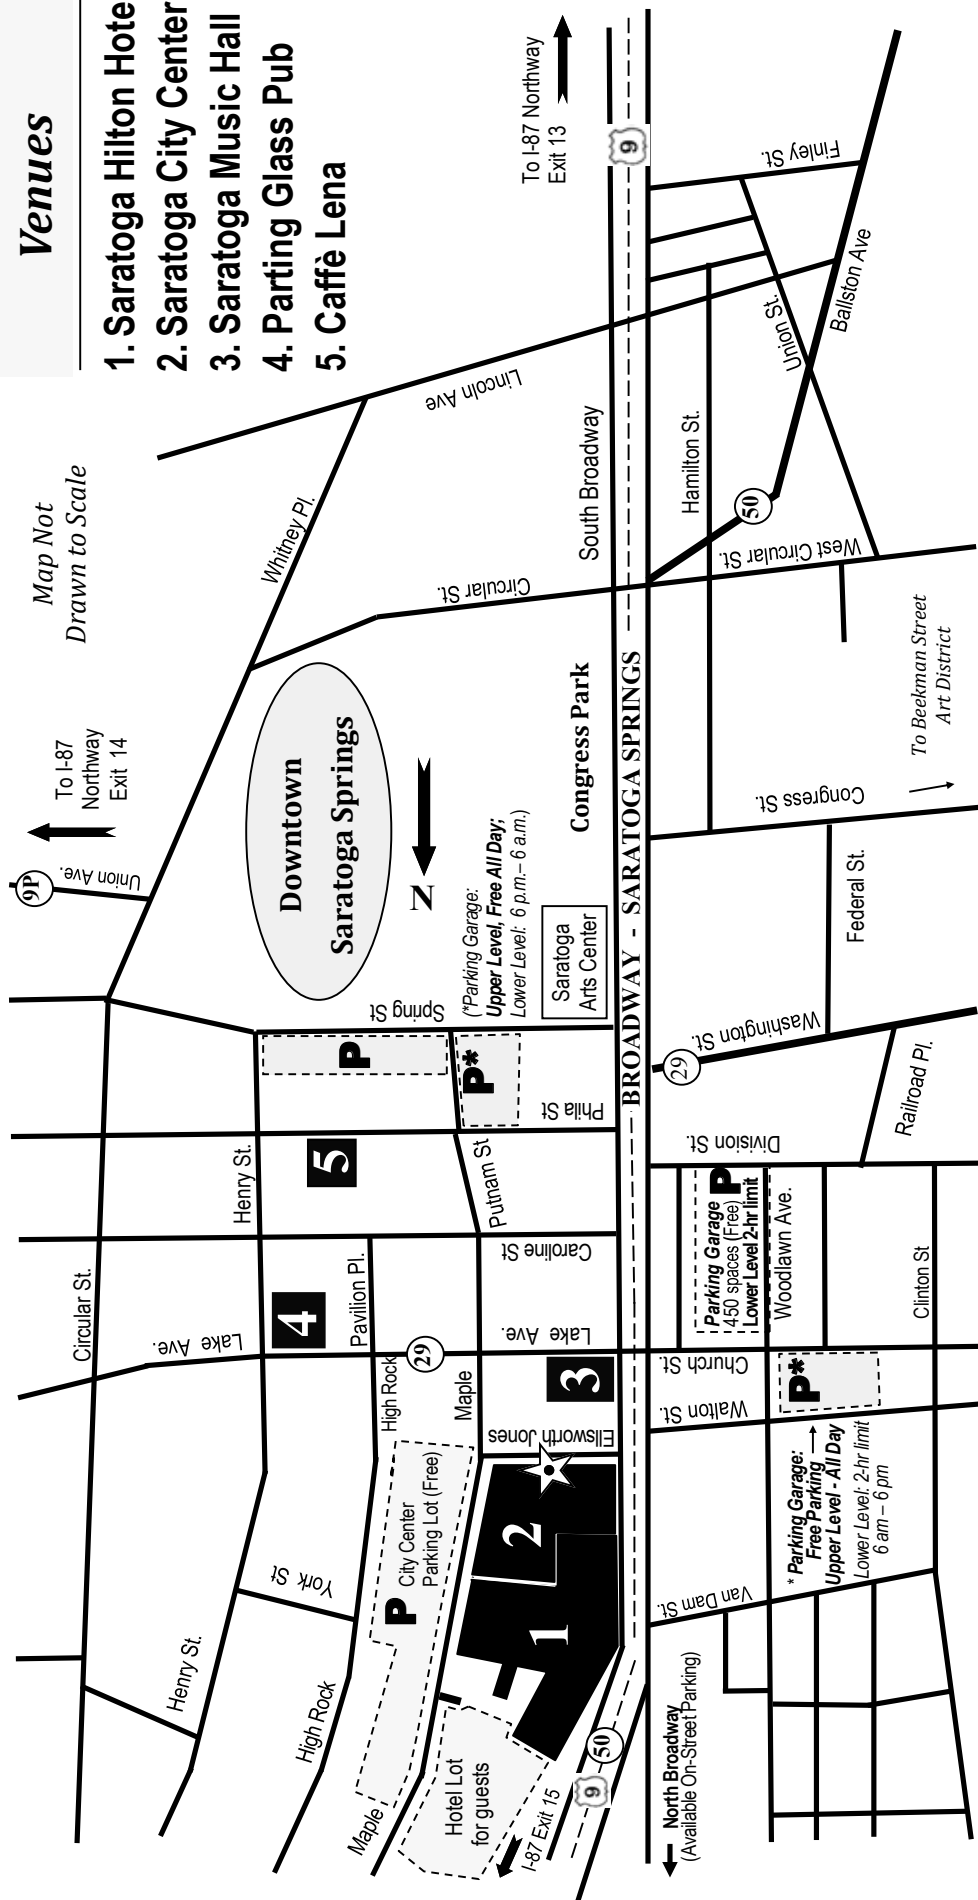 Venues
1. Saratoga Hilton Hote
2. Saratoga City Center
3. Saratoga Music Hall
4. Parting Glass Pub
5. Caffè Lena
Map Not
Drawn to Scale
To I-87
Northway
Exit 14
9P
Union Ave.
To I-87 Northway
Exit 13
9
Finley St.
Union St.
Ballston Ave
Lincoln Ave
Whitney Pl.
South Broadway
Hamilton St.
50
West Circular St.
Circular St.
Downtown
Saratoga Springs
N
Congress Park
BROADWAY - SARATOGA SPRINGS
To Beekman Street
Art District
Congress St.
Federal St.
(*Parking Garage:
Upper Level, Free All Day;
Lower Level: 6 p.m.– 6 a.m.)
Saratoga
Arts Center
Spring St
P
P*
Phila St
Washington St.
29
Railroad Pl.
Division St.
5
Henry St.
Putnam St
Caroline St
Parking Garage P
450 spaces (Free)
Lower Level 2-hr limit
Woodlawn Ave.
Clinton St
Circular St.
Lake Ave.
4
Pavilion Pl.
29
Lake Ave.
3
Church St.
Walton St.
P*
High Rock
Maple
Ellsworth Jones
* Parking Garage:
Free Parking
Upper Level - All Day
Lower Level: 2-hr limit
6 am – 6 pm
P City Center
Parking Lot (Free)
2
1
York St
Henry St.
High Rock
Maple
Hotel Lot
for guests
I-87 Exit 15
9
50
Van Dam St.
North Broadway
(Available On-Street Parking)